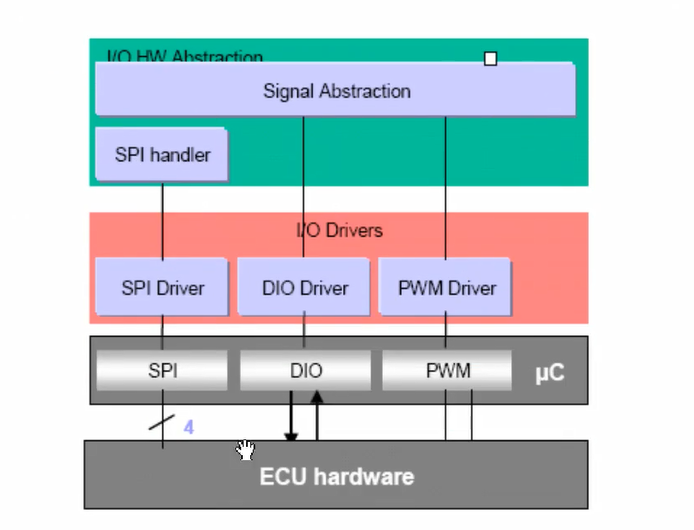 I/O HW Abstraction
Signal Abstraction
SPI handler
I/O Drivers
SPI Driver
DIO Driver
PWM Driver
SPI
DIO
PWM
µC
4
ECU hardware